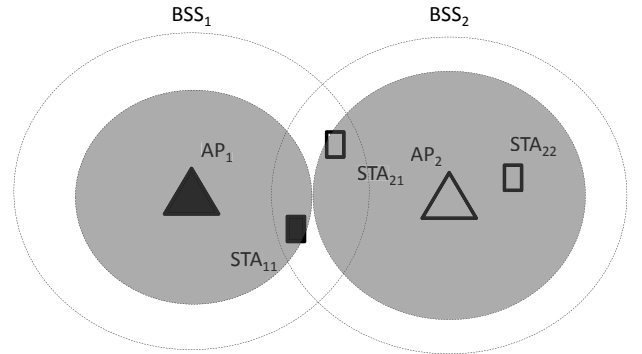 BSS₁
BSS₂
AP₁
AP₂
STA₂₂
STA₂₁
STA₁₁